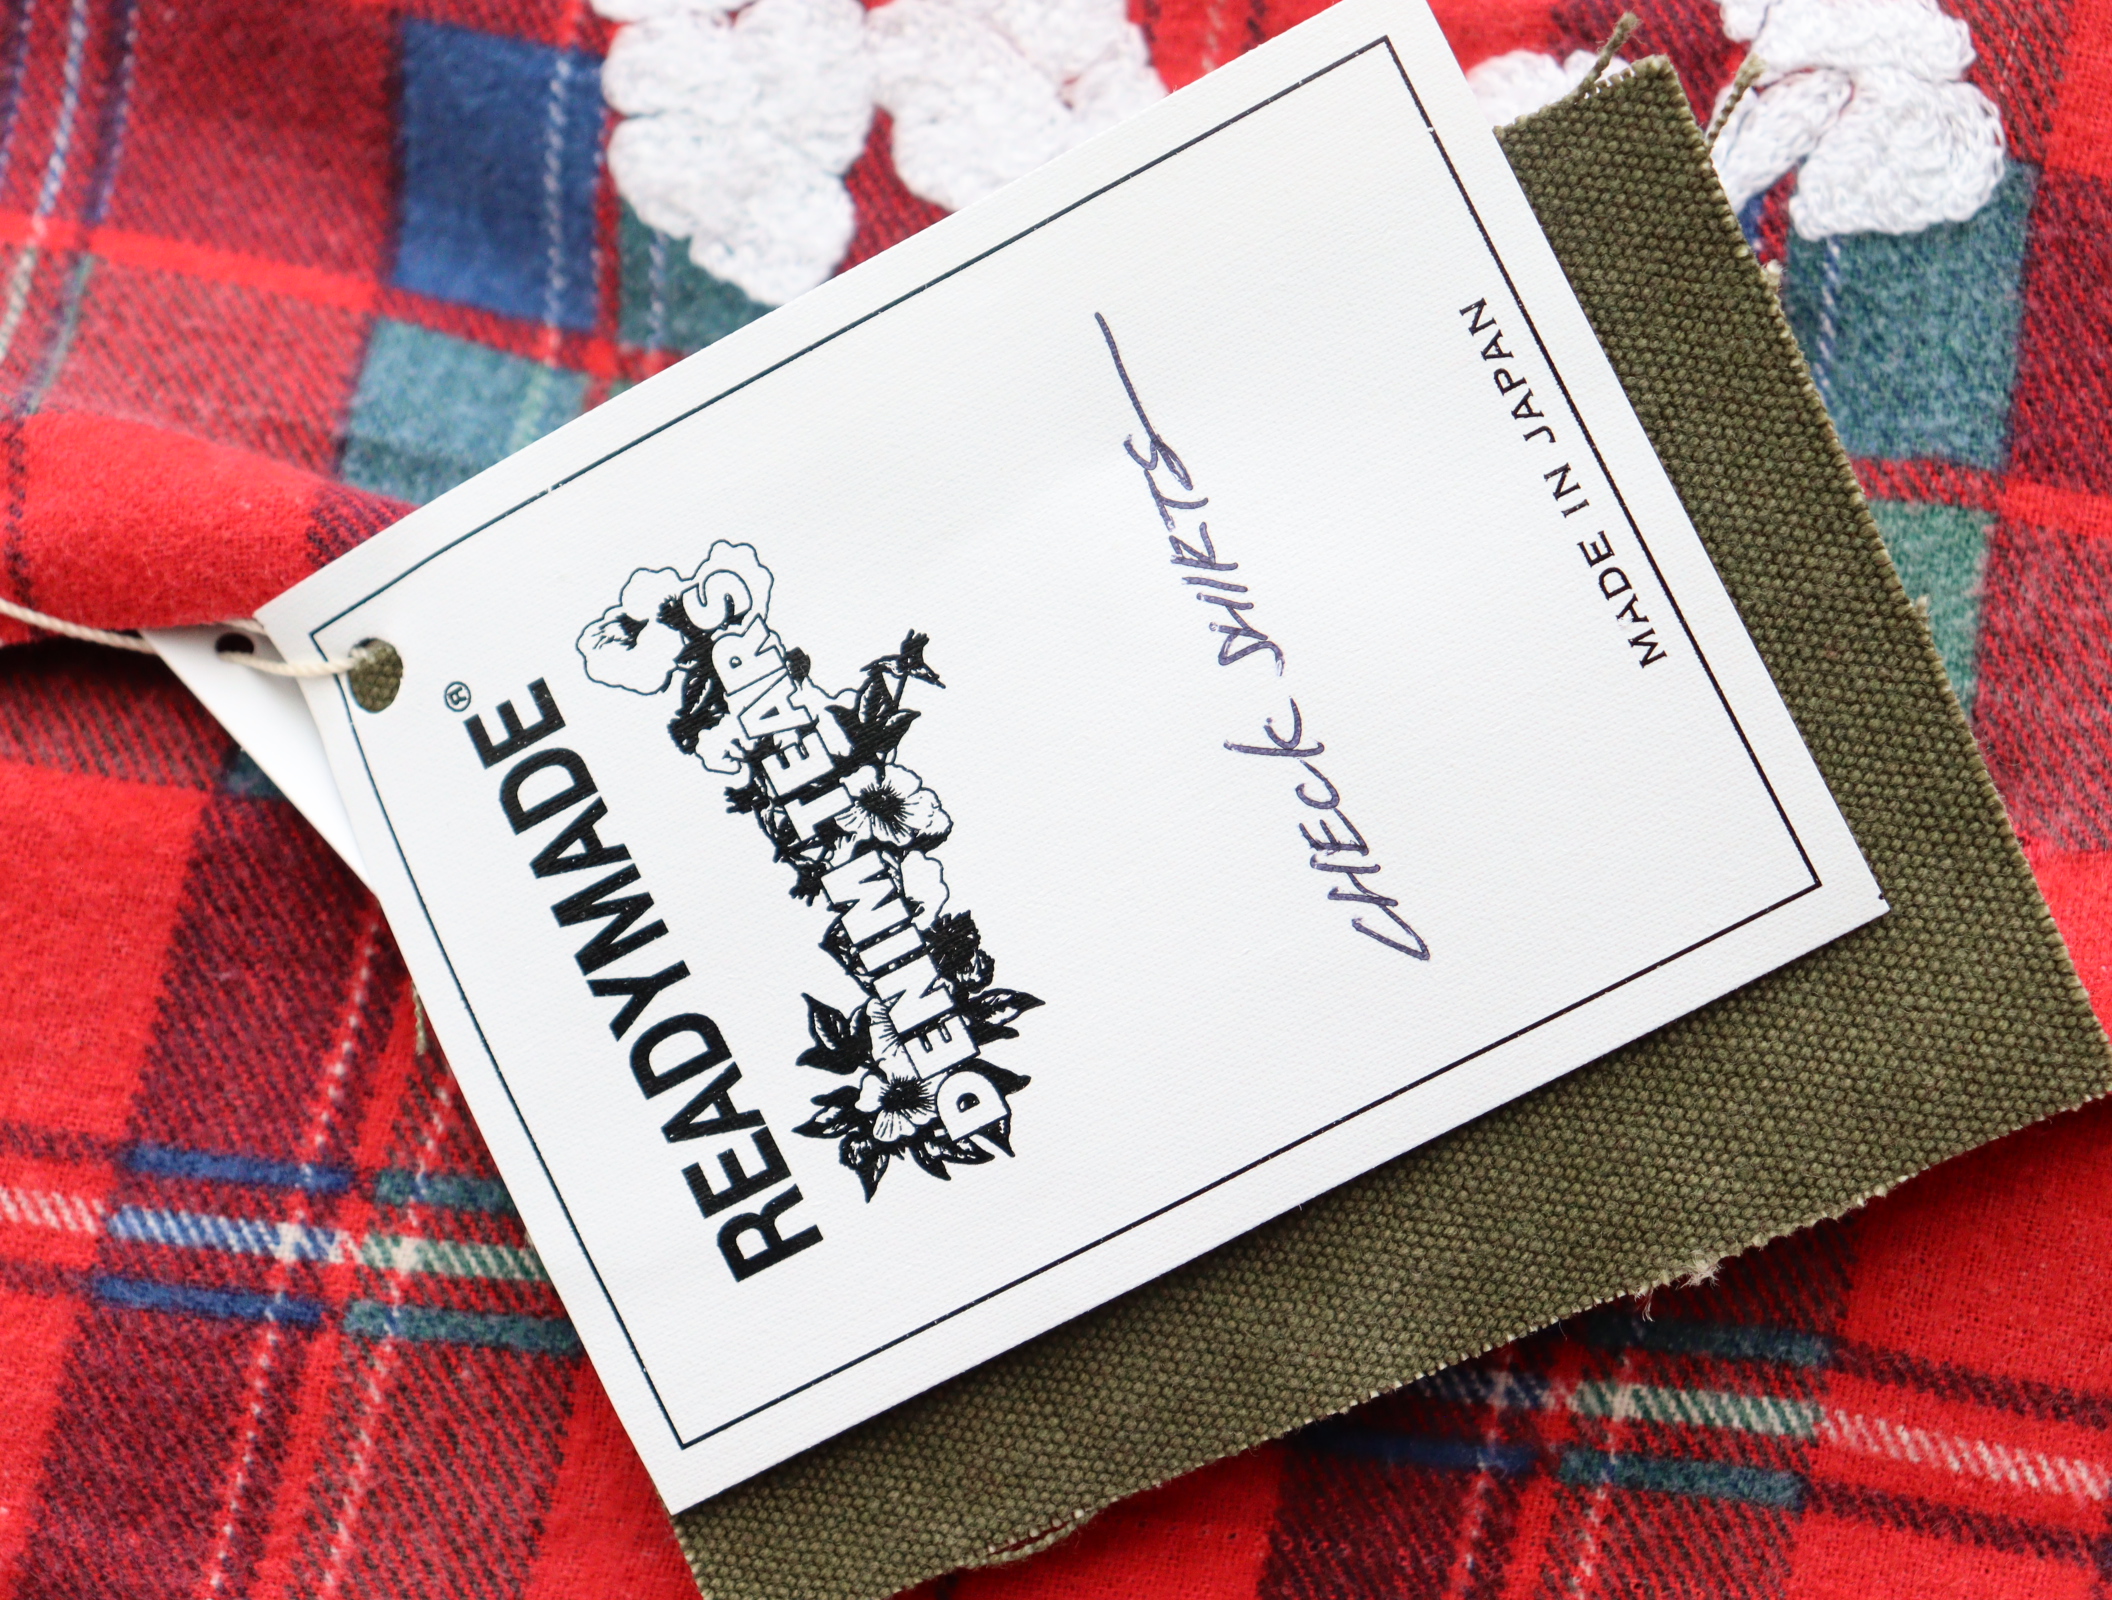 READYMADE®
DENIM TEARS
CHECK SHIRTS
MADE IN JAPAN